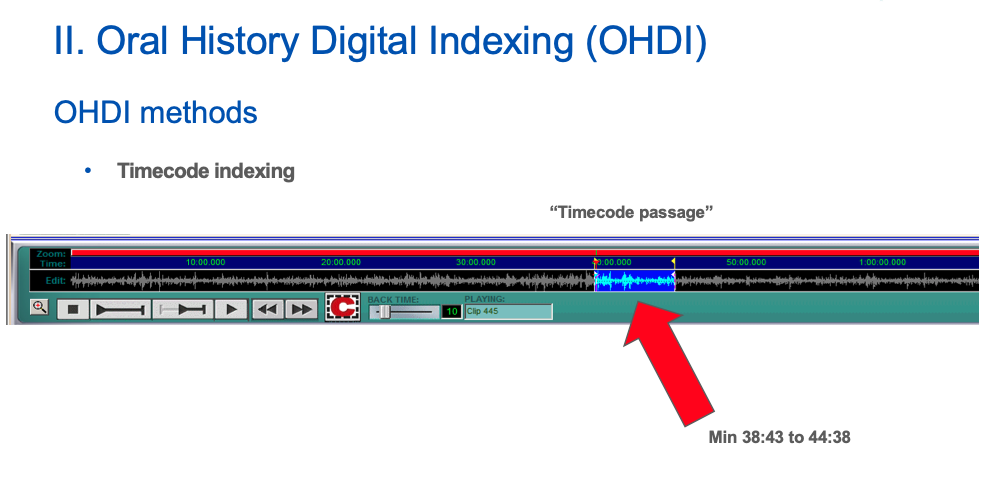 II. Oral History Digital Indexing (OHDI)
OHDI methods
• Timecode indexing
“Timecode passage”
Zoom:
Time: 10:00.000 20:00.000 30:00.000 40:00.000 50:00.000 1:00:00.000
Edit:
BACK TIME: PLAYING:
C 10 Clip 445
Min 38:43 to 44:38